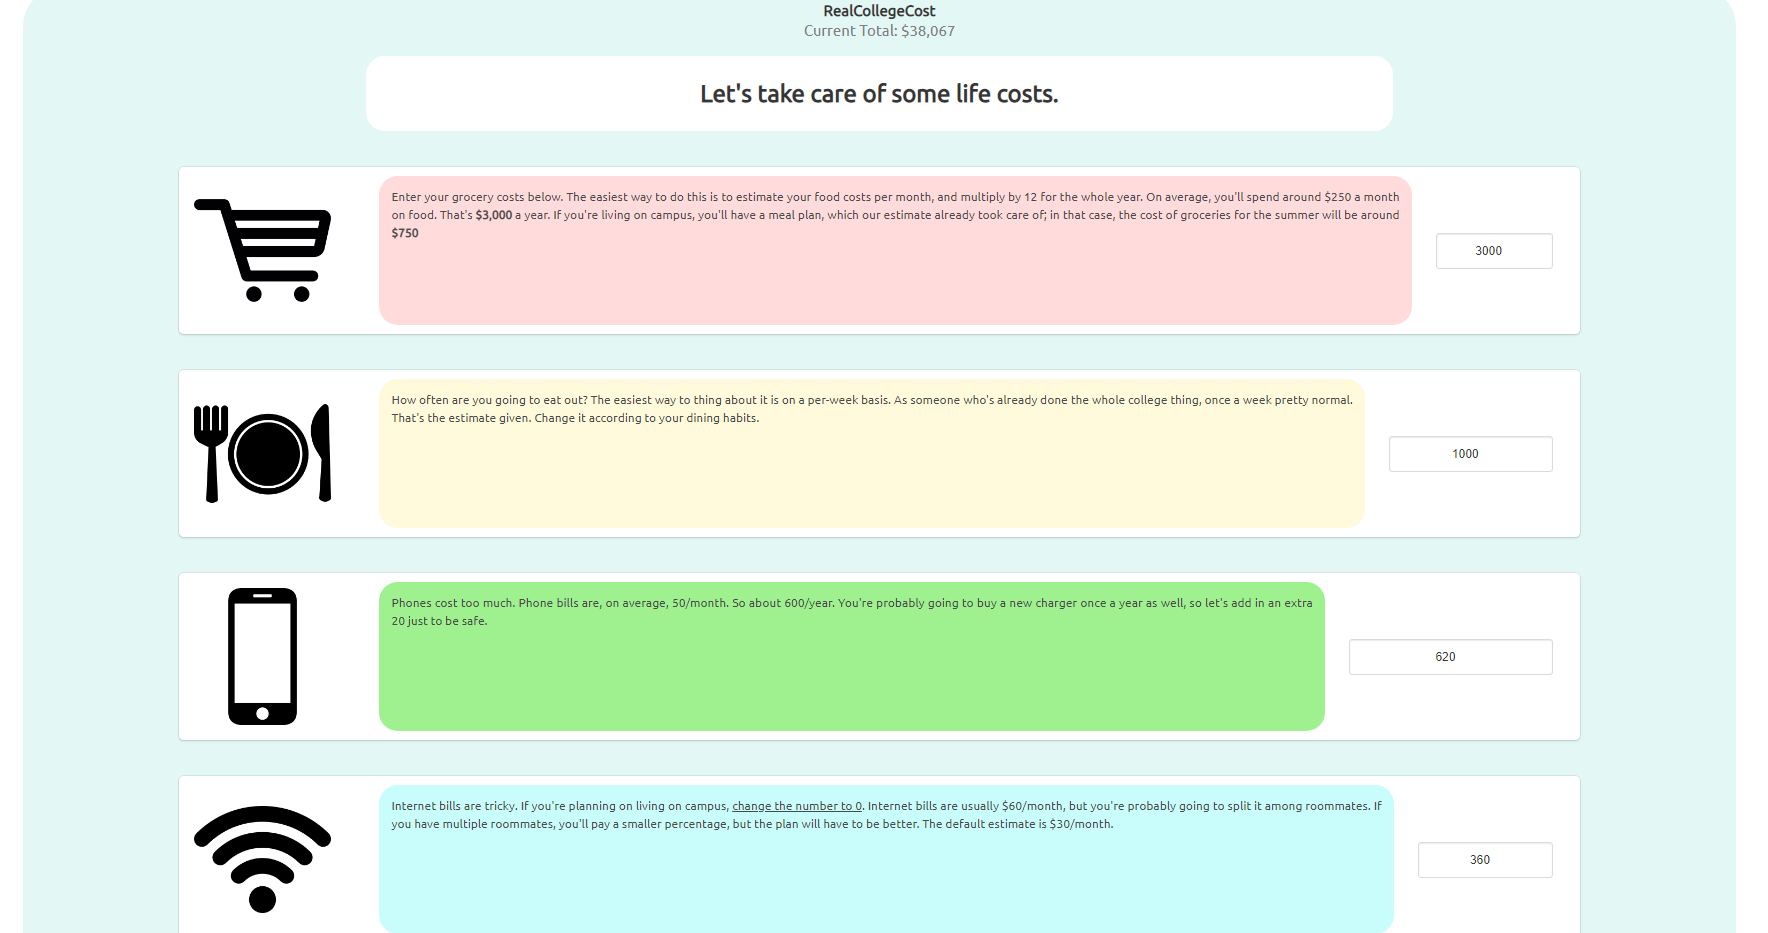 RealCollegeCost
Current Total: $38,067
Let's take care of some life costs.
Enter your grocery costs below. The easiest way to do this is to estimate your food costs per month, and multiply by 12 for the whole year. On average, you'll spend around $250 a month
on food. That's $3,000 a year. If you're living on campus, you'll have a meal plan, which our estimate already took care of; in that case, the cost of groceries for the summer will be around
$750
3000
How often are you going to eat out? The easiest way to thing about it is on a per-week basis. As someone who's already done the whole college thing, once a week pretty normal.
That's the estimate given. Change it according to your dining habits.
1000
Phones cost too much. Phone bills are, on average, 50/month. So about 600/year. You're probably going to buy a new charger once a year as well, so let's add in an extra
20 just to be safe.
620
Internet bills are tricky. If you're planning on living on campus, change the number to 0. Internet bills are usually $60/month, but you're probably going to split it among roommates. If
you have multiple roommates, you'll pay a smaller percentage, but the plan will have to be better. The default estimate is $30/month.
360